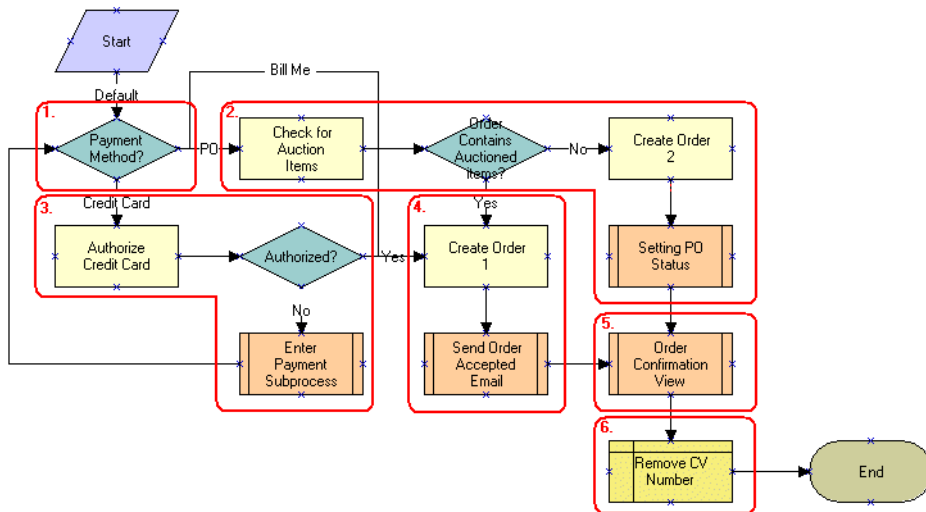 Start
Bill Me
Default
1.
Payment
Method?
PO
2.
Check for
Auction
Items
Order
Contains
Auctioned
Items?
No
Create Order
2
Credit Card
3.
Authorize
Credit Card
Authorized?
Yes
4.
Yes
Create Order
1
Setting PO
Status
No
Enter
Payment
Subprocess
Send Order
Accepted
Email
5.
Order
Confirmation
View
6.
Remove CV
Number
End